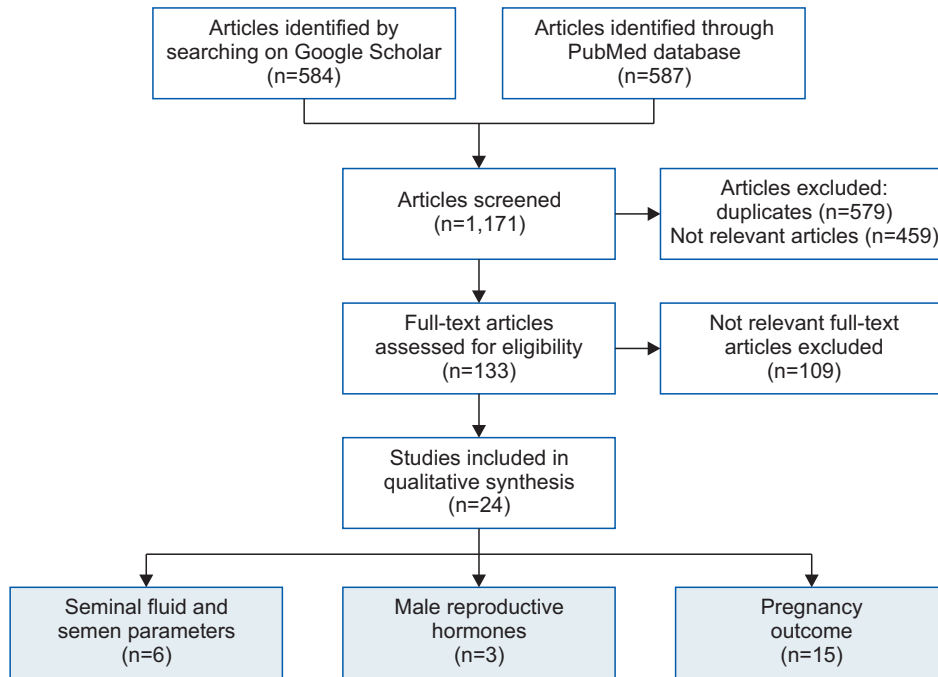 Articles identified by
searching on Google Scholar
(n=584)
Articles identified through
PubMed database
(n=587)
Articles screened
(n=1,171)
Articles excluded:
duplicates (n=579)
Not relevant articles (n=459)
Full-text articles
assessed for eligibility
(n=133)
Not relevant full-text
articles excluded
(n=109)
Studies included in
qualitative synthesis
(n=24)
Seminal fluid and
semen parameters
(n=6)
Male reproductive
hormones
(n=3)
Pregnancy
outcome
(n=15)